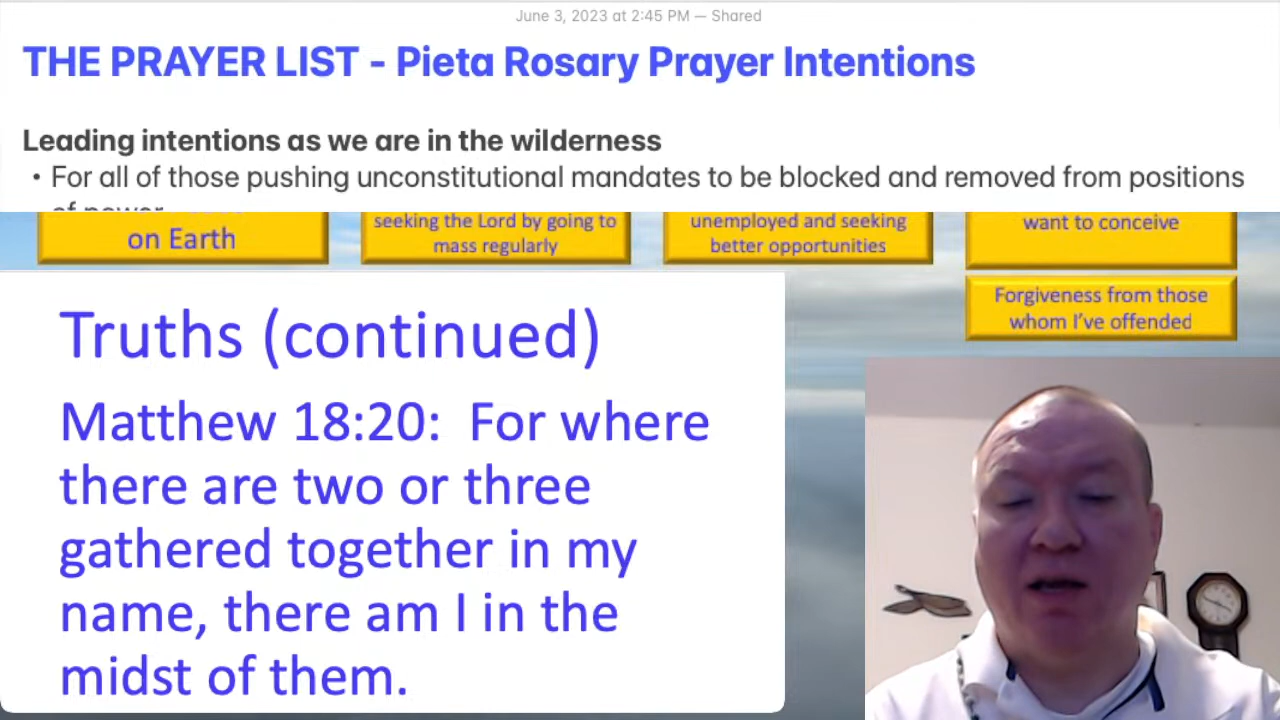 June 3, 2023 at 2:45 PM — Shared
THE PRAYER LIST - Pieta Rosary Prayer Intentions
Leading intentions as we are in the wilderness
• For all of those pushing unconstitutional mandates to be blocked and removed from positions
of power
on Earth
seeking the Lord by going to
mass regularly
unemployed and seeking
better opportunities
want to conceive
Forgiveness from those
whom I've offended
Truths (continued)
Matthew 18:20:  For where
there are two or three
gathered together in my
name, there am I in the
midst of them.